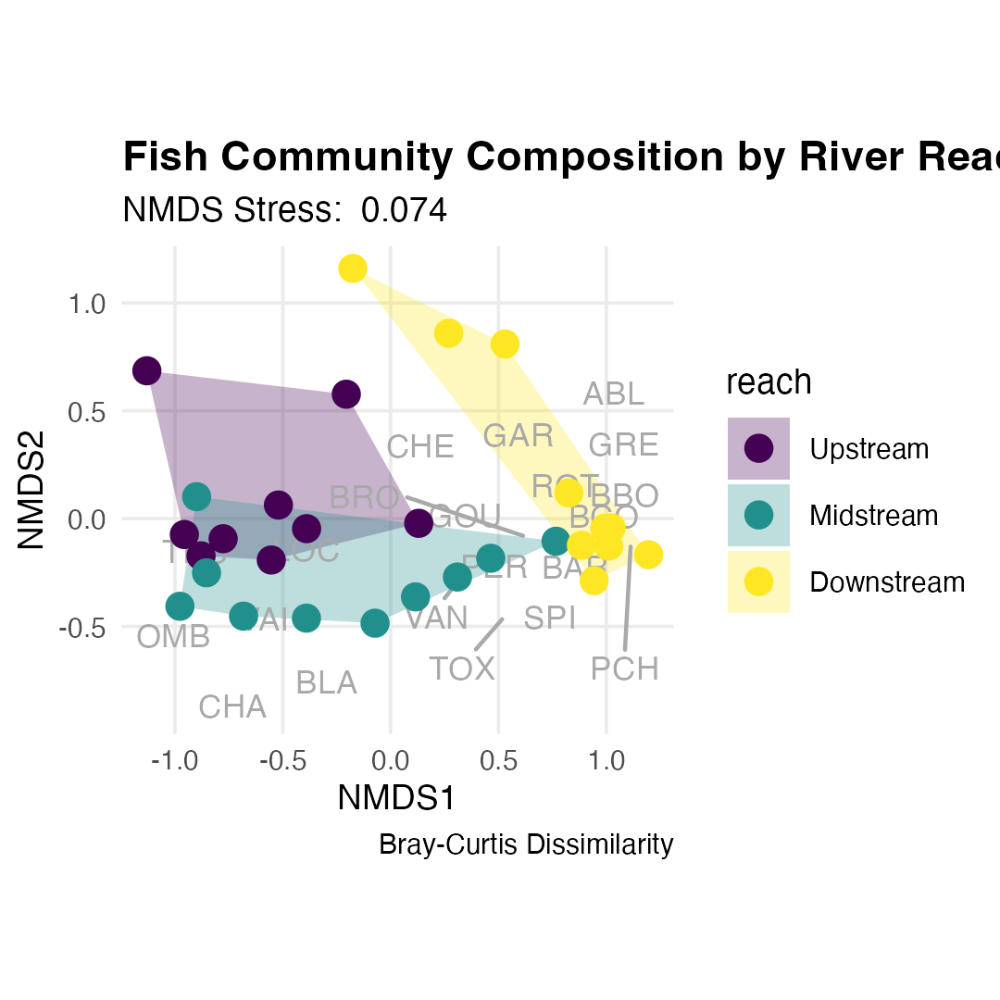 Fish Community Composition by River Reac
NMDS Stress: 0.074
1.0
0.5
0.0
-0.5
NMDS2
ABL
GAR
CHE
GRE
BRO
BBO
GOU
BCO
PER
BAR
VAN
SPI
OMB
TOX
PCH
BLA
CHA
-1.0
-0.5
0.0
0.5
1.0
NMDS1
Bray-Curtis Dissimilarity
reach
Upstream
Midstream
Downstream